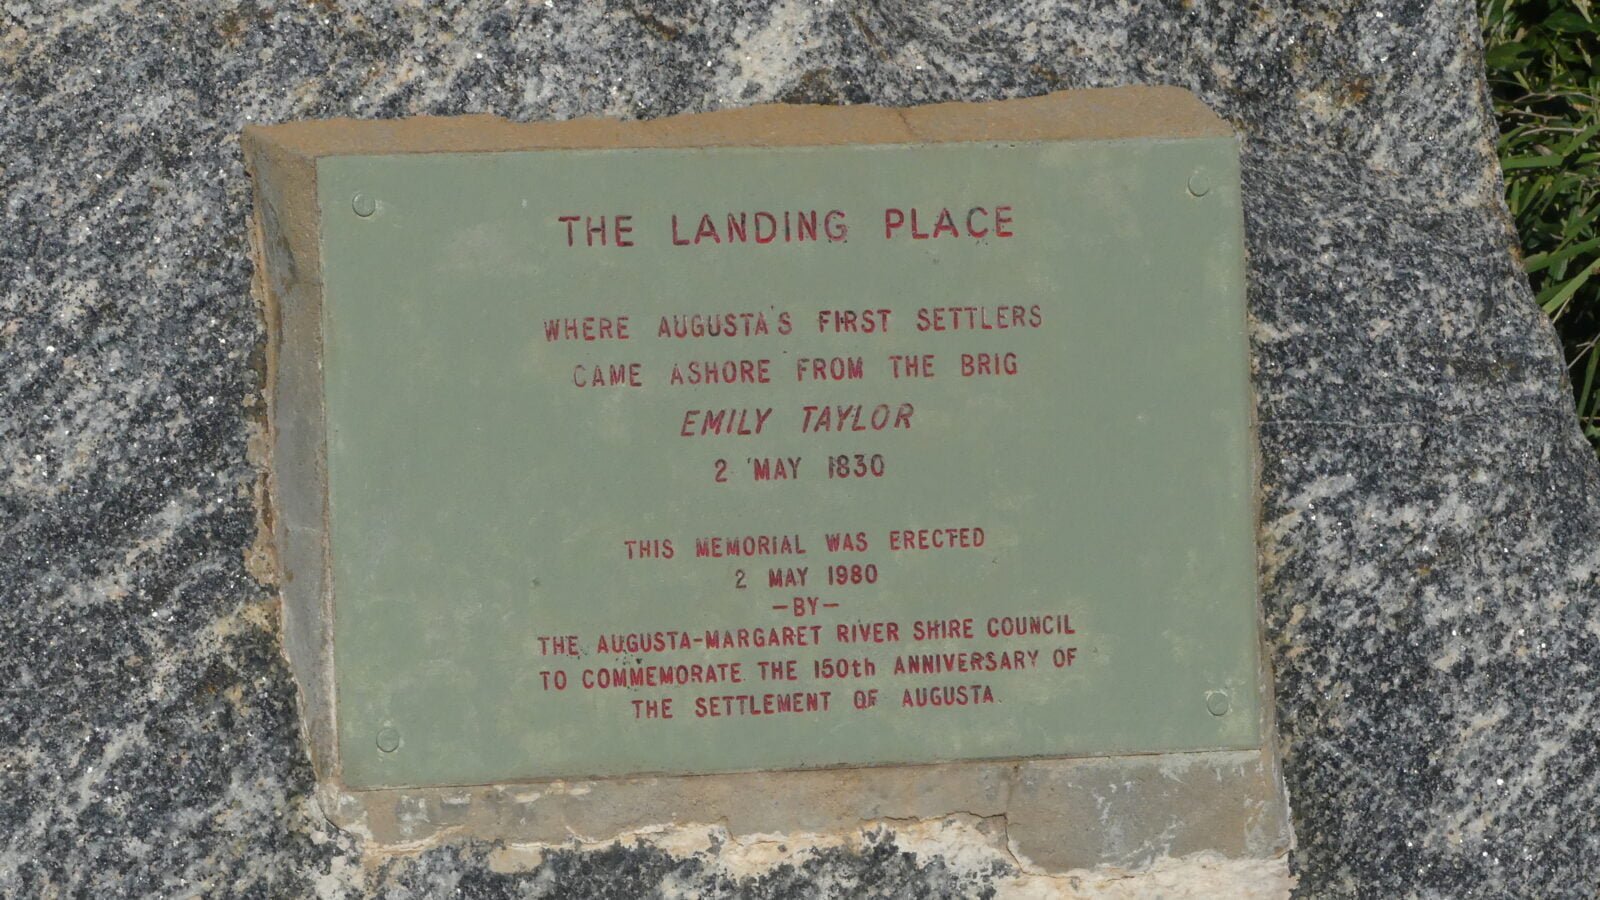 THE LANDING PLACE
WHERE AUGUSTA'S FIRST SETTLERS
CAME ASHORE FROM THE BRIG
EMILY TAYLOR
2 MAY 1830
THIS MEMORIAL WAS ERECTED
2 MAY 1980
—BY—
THE AUGUSTA-MARGARET RIVER SHIRE COUNCIL
TO COMMEMORATE THE 150th ANNIVERSARY OF
THE SETTLEMENT OF AUGUSTA